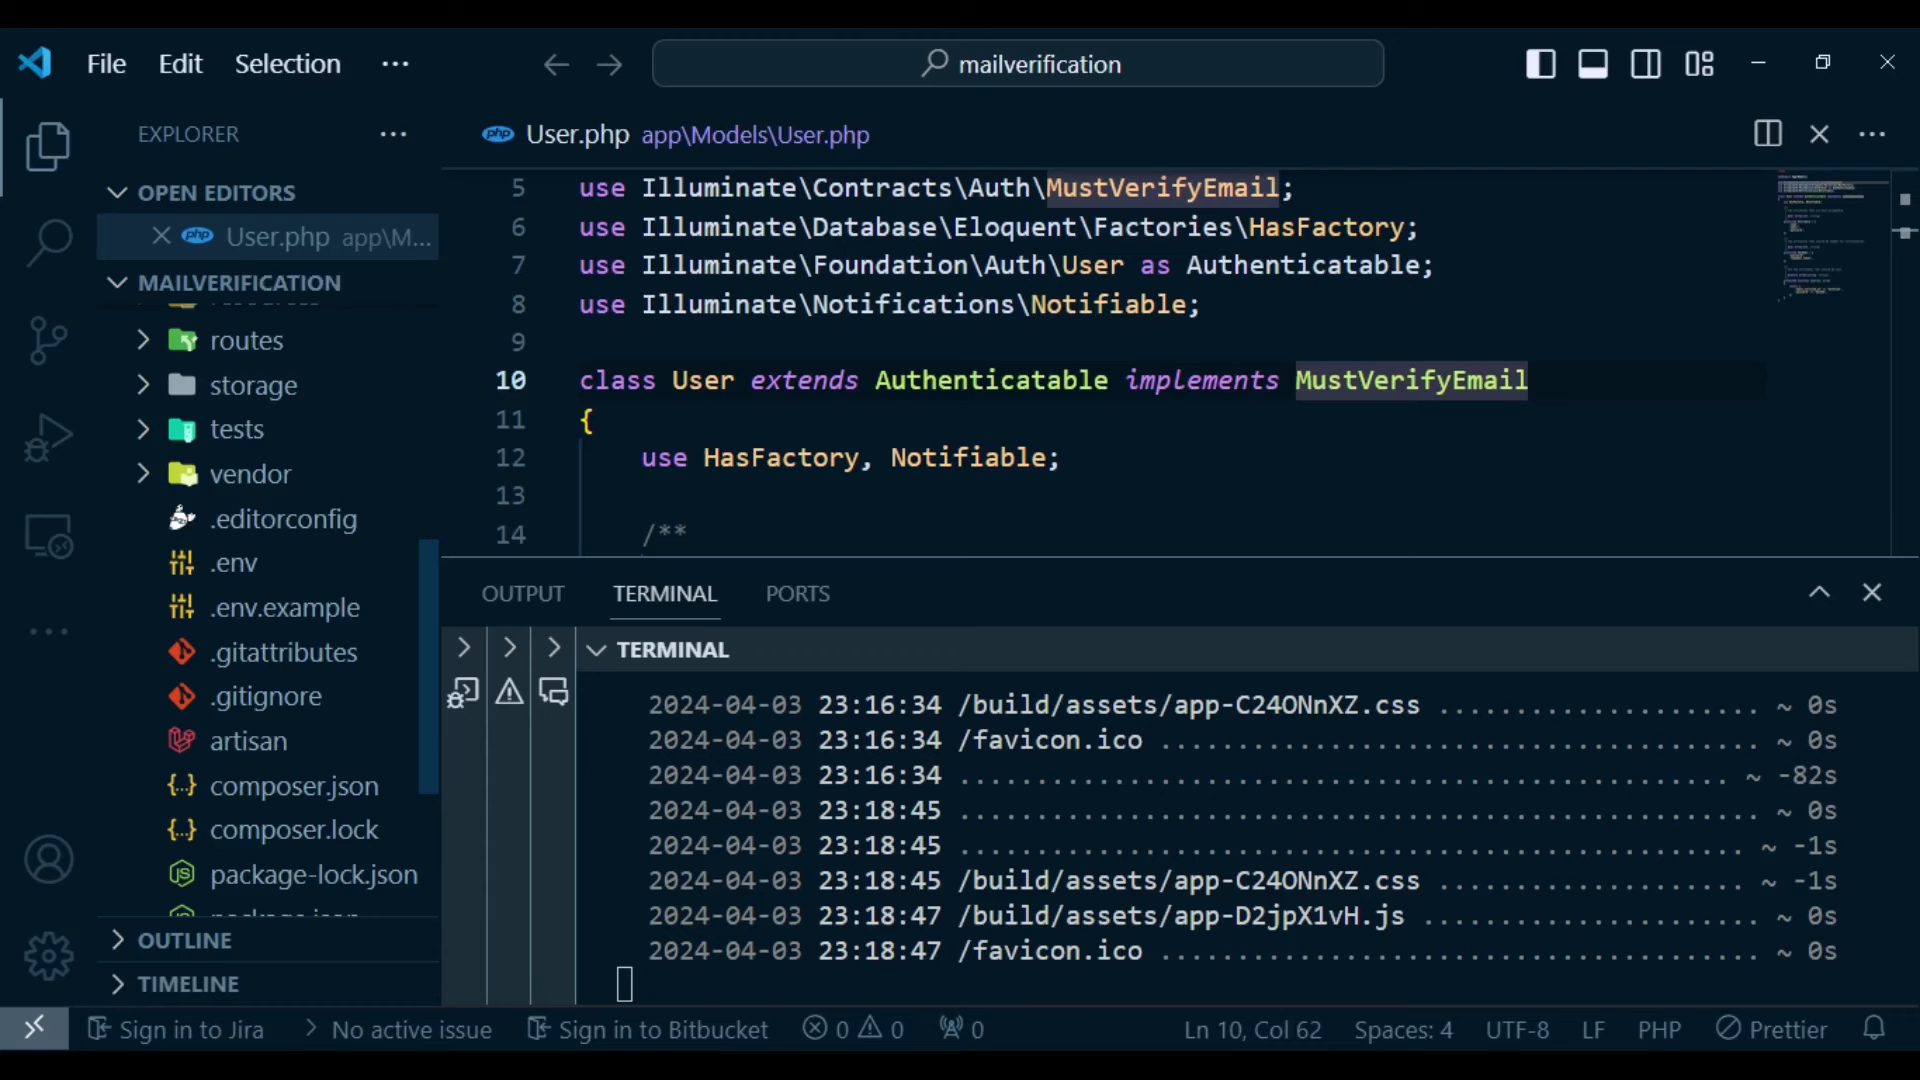 File Edit Selection ···
mailverification
EXPLORER
User.php app\Models\User.php
OPEN EDITORS
User.php app\M...
MAILVERIFICATION
routes
storage
tests
vendor
.editorconfig
.env
.env.example
.gitattributes
.gitignore
artisan
composer.json
composer.lock
package-lock.json
OUTLINE
TIMELINE
5 use Illuminate\Contracts\Auth\MustVerifyEmail;
6 use Illuminate\Database\Eloquent\Factories\HasFactory;
7 use Illuminate\Foundation\Auth\User as Authenticatable;
8 use Illuminate\Notifications\Notifiable;
9
10 class User extends Authenticatable implements MustVerifyEmail
11 {
12 use HasFactory, Notifiable;
13
14 /**
OUTPUT TERMINAL PORTS
TERMINAL
2024-04-03 23:16:34 /build/assets/app-C24ONnXZ.css ..................... ~ 0s
2024-04-03 23:16:34 /favicon.ico ....................................... ~ 0s
2024-04-03 23:16:34 .................................................. ~ -82s
2024-04-03 23:18:45 .................................................... ~ 0s
2024-04-03 23:18:45 ................................................... ~ -1s
2024-04-03 23:18:45 /build/assets/app-C24ONnXZ.css .................... ~ -1s
2024-04-03 23:18:47 /build/assets/app-D2jpX1vH.js ...................... ~ 0s
2024-04-03 23:18:47 /favicon.ico ....................................... ~ 0s
Sign in to Jira No active issue Sign in to Bitbucket 0 0 0 Ln 10, Col 62 Spaces: 4 UTF-8 LF PHP Prettier